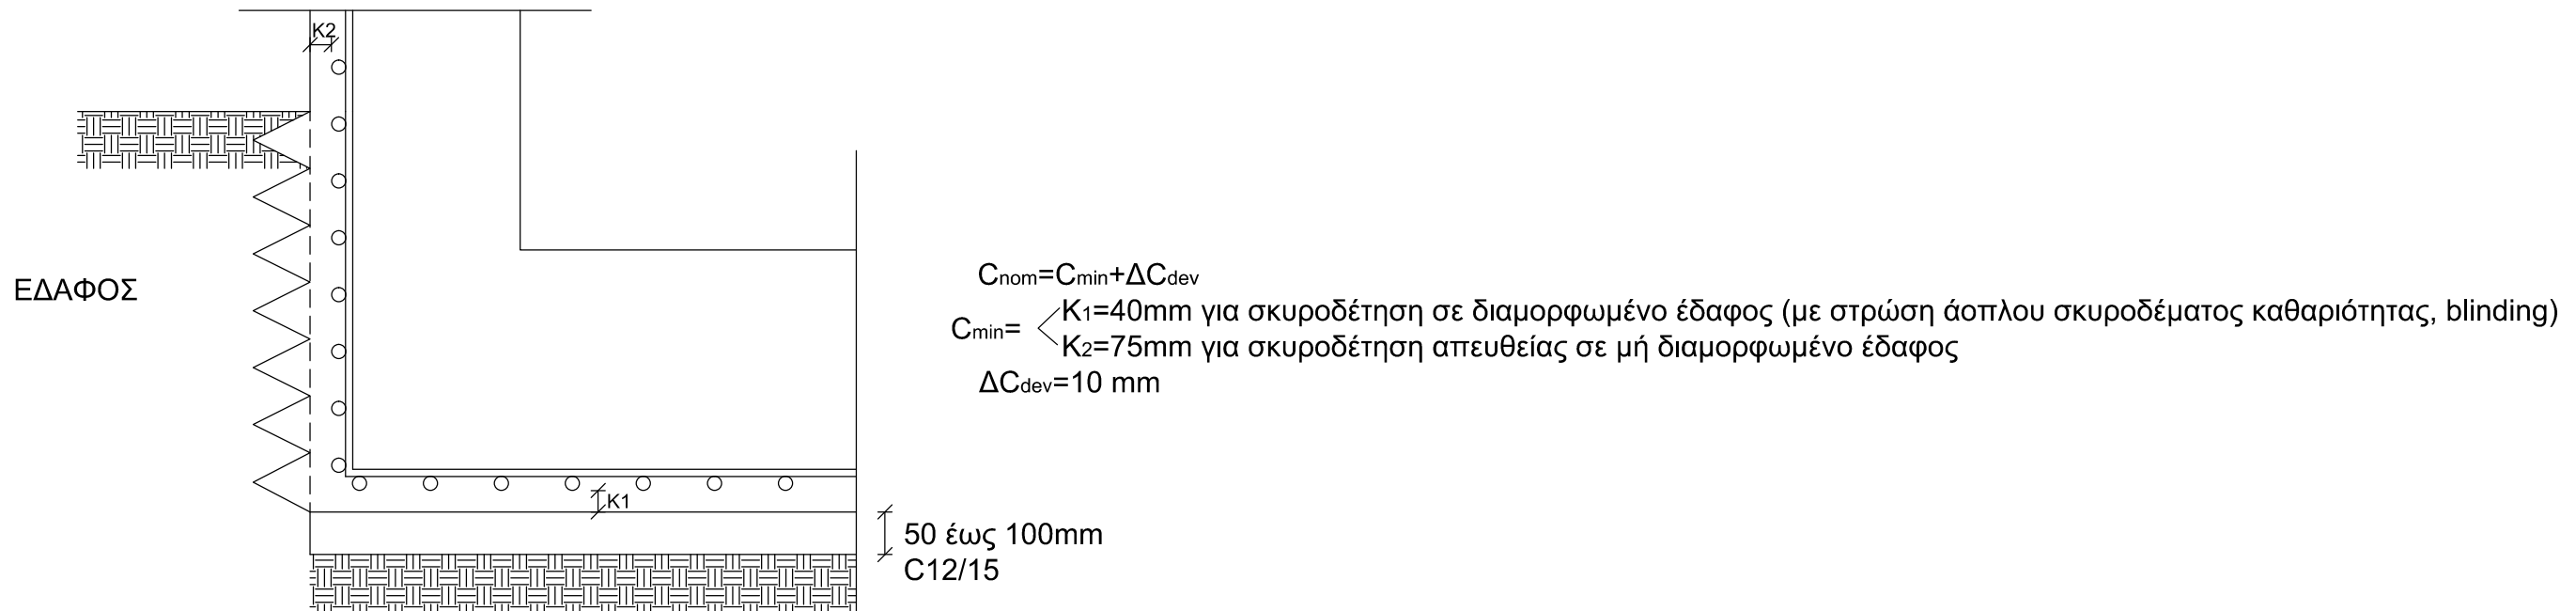 K2
ΕΔΑΦΟΣ
Cnom=Cmin+ΔCdev
Cmin=
K1=40mm για σκυροδέτηση σε διαμορφωμένο έδαφος (με στρώση άοπλου σκυροδέματος καθαριότητας, blinding)
K2=75mm για σκυροδέτηση απευθείας σε μή διαμορφωμένο έδαφος
ΔCdev=10 mm
K1
50 έως 100mm
C12/15